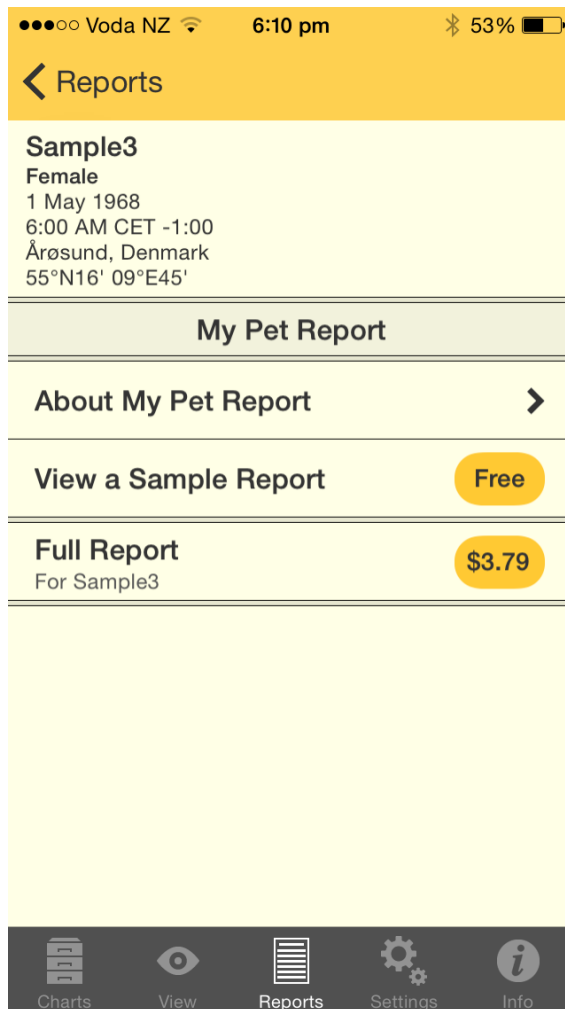 Voda NZ 6:10 pm 53%
Reports
Sample3
Female
1 May 1968
6:00 AM CET -1:00
Årøsund, Denmark
55°N16' 09°E45'
My Pet Report
About My Pet Report
View a Sample Report Free
Full Report $3.79
For Sample3
Charts View Reports Settings Info